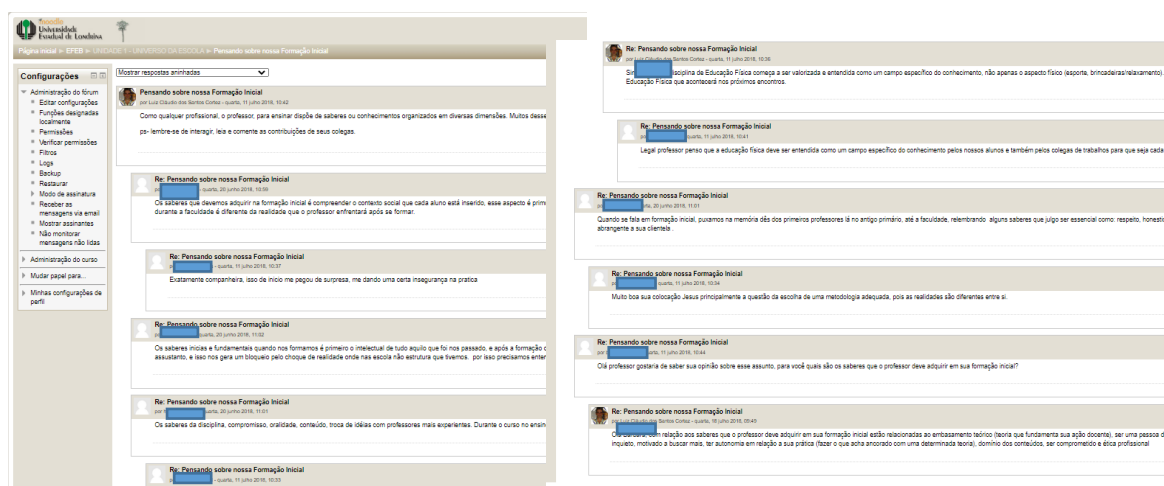 moodle
Universidade
Estadual de Londrina
Página inicial ► EFEB ► UNIDADE 1 - UNIVERSO DA ESCOLA ► Pensando sobre nossa Formação Inicial
Configurações
Administração do fórum
Editar configurações
Funções designadas
localmente
Permissões
Verificar permissões
Filtros
Logs
Backup
Restaurar
Modo de assinatura
Receber as
mensagens via email
Mostrar assinantes
Não monitorar
mensagens não lidas
Administração do curso
Mudar papel para...
Minhas configurações de
perfil
Mostrar respostas aninhadas
Pensando sobre nossa Formação Inicial
por Luis Cláudio dos Santos Cortez - quarta, 11 julho 2018, 10:42
Como qualquer profissional, o professor, para ensinar dispõe de saberes ou conhecimentos organizados em diversas dimensões. Muitos desse
ps- lembre-se de interagir, leia e comente as contribuições de seus colegas.
Re: Pensando sobre nossa Formação Inicial
- quarta, 20 junho 2018, 10:59
Os saberes que devemos adquirir na formação inicial é compreender o contexto social que cada aluno está inserido, esse aspecto é prim
durante a faculdade é diferente da realidade que o professor enfrentará após se formar.
Re: Pensando sobre nossa Formação Inicial
- quarta, 11 julho 2018, 10:37
Exatamente companheira, isso de inicio me pegou de surpresa, me dando uma certa insegurança na pratica
Re: Pensando sobre nossa Formação Inicial
quarta, 20 junho 2018, 11:02
Os saberes inicias e fundamentais quando nos formamos é primeiro o intelectual de tudo aquilo que foi nos passado, e após a formação
assustanto, e isso nos gera um bloqueio pelo choque de realidade onde nas escola não estrutura que tivemos. por isso precisamos enter
Re: Pensando sobre nossa Formação Inicial
quarta, 20 junho 2018, 11:01
Os saberes da disciplina, compromisso, oralidade, conteúdo, troca de idéias com professores mais experientes. Durante o curso no ensin
Re: Pensando sobre nossa Formação Inicial
- quarta, 11 julho 2018, 10:33
Re: Pensando sobre nossa Formação Inicial
por Luis Cláudio dos Santos Cortez - quarta, 11 julho 2018, 10:36
disciplina de Educação Física começa a ser valorizada e entendida como um campo específico do conhecimento, não apenas o aspecto físico (esporte, brincadeiras/relaxamento).
Educação Física que acontecerá nos próximos encontros.
Re: Pensando sobre nossa Formação Inicial
quarta, 11 julho 2018, 10:41
Legal professor penso que a educação física deve ser entendida como um campo específico do conhecimento pelos nossos alunos e também pelos colegas de trabalhos para que seja cada
Re: Pensando sobre nossa Formação Inicial
20 junho 2018, 11:01
Quando se fala em formação inicial, puxamos na memória dês dos primeiros professores lá no artigo primário, até a faculdade, relembrando alguns saberes que julgo ser essencial como: respeito, honestic
abrangente a sua clientela .
Re: Pensando sobre nossa Formação Inicial
quarta, 11 julho 2018, 10:34
Muito boa sua colocação Jesus principalmente a questão da escolha de uma metodologia adequada, pois as realidades são diferentes entre si.
Re: Pensando sobre nossa Formação Inicial
11 julho 2018, 10:44
Olá professor gostaria de saber sua opinião sobre esse assunto, para você quais são os saberes que o professor deve adquirir em sua formação inicial?
Re: Pensando sobre nossa Formação Inicial
dos Santos Cortez - quarta, 18 julho 2018, 09:49
com relação aos saberes que o professor deve adquirir em sua formação inicial estão relacionadas ao embasamento teórico (teoria que fundamenta sua ação docente), ser uma pessoa d
inquieto, motivado a buscar mais, ter autonomia em relação a sua prática (fazer o que acha ancorado com uma determinada teoria), domínio dos conteúdos, ser comprometido e ética profissional